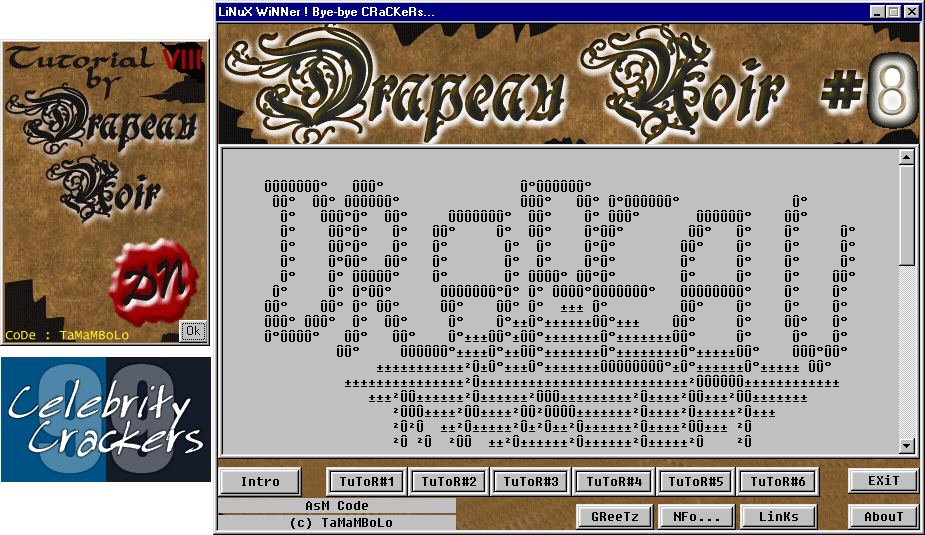 LiNuX WiNNer ! Bye-bye CRaCKeRs...
Tutorial VIII
by
Drapeau
Noir
DN
CoDe : TaMaMBoLo
Ok
99
Celebrity
Crackers
Drapeau Noir #8
Intro
TuToR#1
TuToR#2
TuToR#3
TuToR#4
TuToR#5
TuToR#6
EXiT
AsM Code
(c) TaMaMBoLo
GReeTz
NFo...
LinKs
AbouT